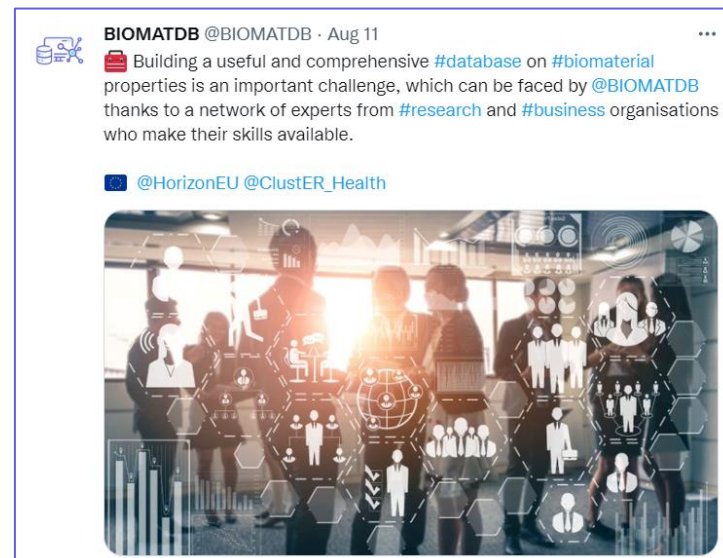 BIOMATDB @BIOMATDB · Aug 11
🧰 Building a useful and comprehensive #database on #biomaterial
properties is an important challenge, which can be faced by @BIOMATDB
thanks to a network of experts from #research and #business organisations
who make their skills available.
🇪🇺 @HorizonEU @ClustER_Health